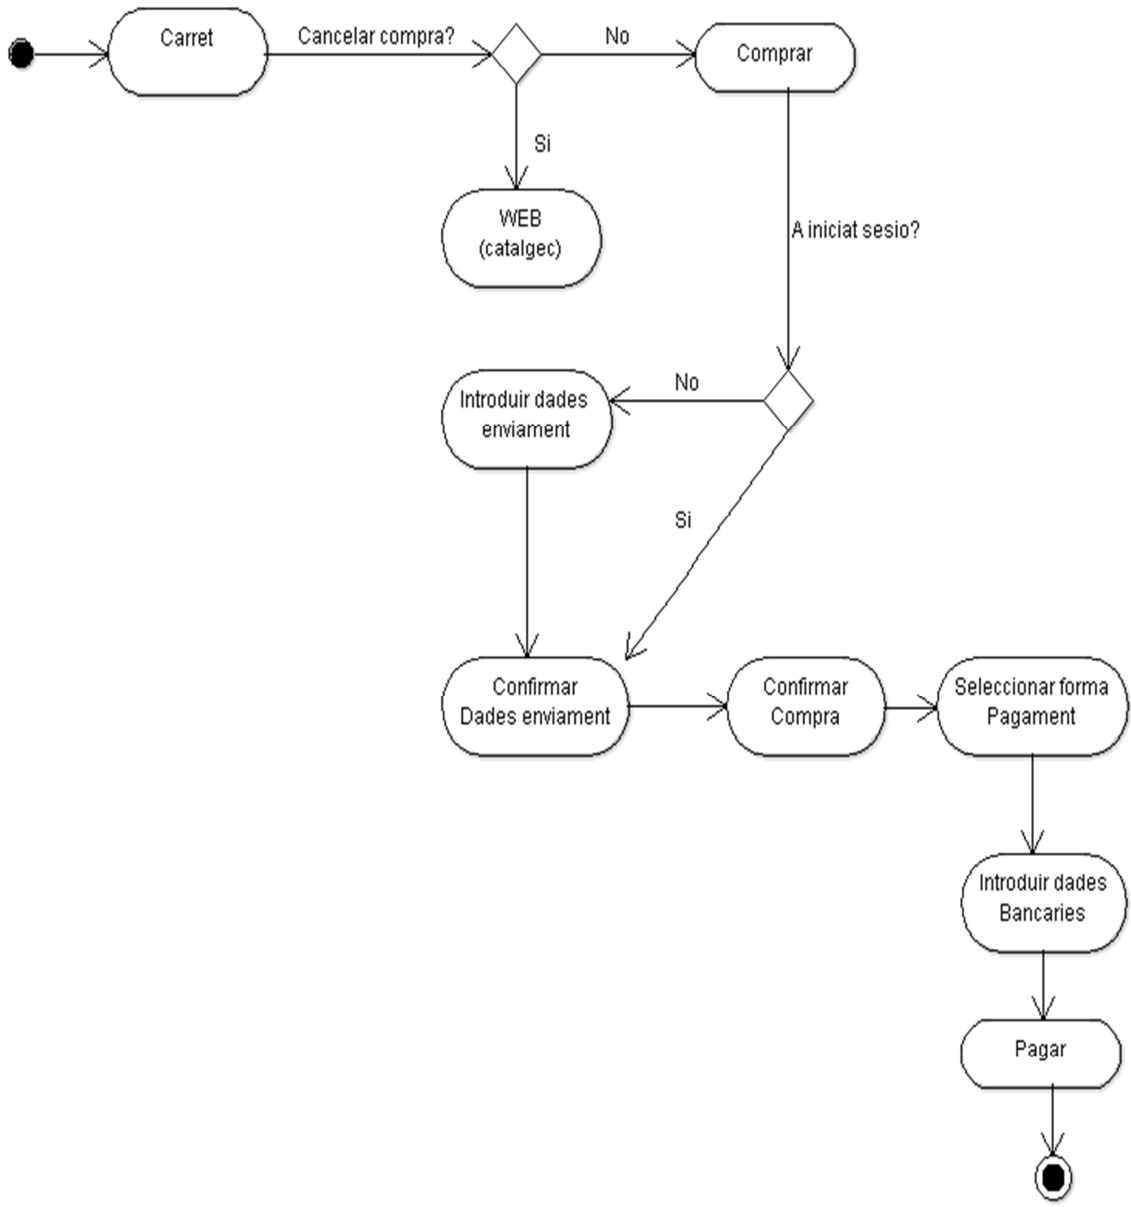 Carret
Cancelar compra?
No
Comprar
Si
WEB
(catalgec)
A iniciat sesio?
No
Introduir dades
enviament
Si
Confirmar
Dades enviament
Confirmar
Compra
Seleccionar forma
Pagament
Introduir dades
Bancaries
Pagar